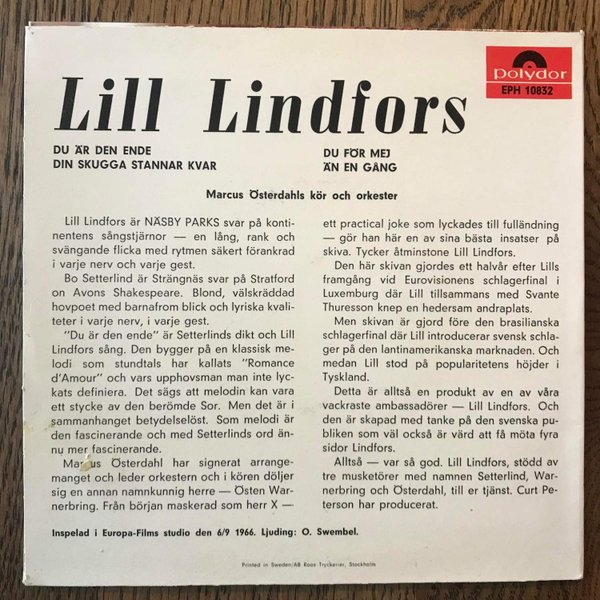 Polydor
EPH 10832
Lill Lindfors
DU ÄR DEN ENDE
DIN SKUGGA STANNAR KVAR
DU FÖR MEJ
ÄN EN GÅNG
Marcus Österdahls kör och orkester
Lill Lindfors är NÄSBY PARKS svar på konti-
nentens sångstjärnor — en lång, rank och
svängande flicka med rytmen säkert förankrad
i varje nerv och varje gest.
Bo Setterlind är Strängnäs svar på Stratford
on Avons Shakespeare. Blond, välskräddad
hovpoet med barnafrom blick och lyriska kvali-
teter i varje nerv, i varje gest.
"Du är den ende" är Setterlinds dikt och Lill
Lindfors sång. Den bygger på en klassisk me-
lodi som stundtals har kallats "Romance
d'Amour" och vars upphovsman man inte lyc-
kats definiera. Det sägs att melodin kan vara
ett stycke av den berömde Sor. Men det är i
sammanhanget betydelselöst. Som melodi är
den fascinerande och med Setterlinds ord än-
nu mer fascinerande.
Marcus Österdahl har signerat arrange-
manget och leder orkestern och i kören döljer
sig en annan namnkunnig herre — Östen War-
nerbring. Från början maskerad som herr X —
ett practical joke som lyckades till fulländning
— gör han här en av sina bästa insatser på
skiva. Tycker åtminstone Lill Lindfors.
Den här skivan gjordes ett halvår efter Lills
framgång vid Eurovisionens schlagerfinal i
Luxemburg där Lill tillsammans med Svante
Thuresson knep en hedersam andraplats.
Men skivan är gjord före den brasilianska
schlagerfinal där Lill introducerar svensk schla-
ger på den lantinamerikanska marknaden. Och
medan Lill stod på popularitetens höjder i
Tyskland.
Detta är alltså en produkt av en av våra
vackraste ambassadörer — Lill Lindfors. Och
den är skapad med tanke på den svenska pu-
bliken som väl också är värd att få möta fyra
sidor Lindfors.
Alltså — var så god. Lill Lindfors, stödd av
tre musketörer med namnen Setterlind, War-
nerbring och Österdahl, till er tjänst. Curt Pe-
terson har producerat.
Inspelad i Europa-Films studio den 6/9 1966. Ljuding: O. Swembel.
Printed in Sweden/AB Roos Tryckerier, Stockholm